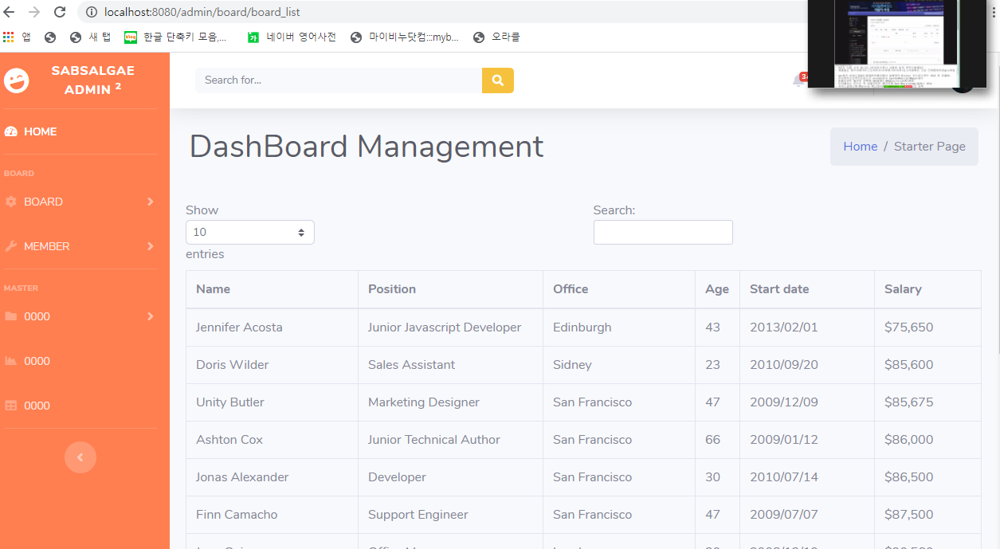 localhost:8080/admin/board/board_list
앱
새 탭
blog 한글 단축키 모음,...
네이버 영어사전
마이비누닷컴:::myb...
오라클
SABSALGAE
ADMIN 2
Search for...
3
HOME
DashBoard Management
Home / Starter Page
BOARD
BOARD
MEMBER
MASTER
0000
0000
0000
Show
10
entries
Search:
Name Position Office Age Start date Salary
Jennifer Acosta Junior Javascript Developer Edinburgh 43 2013/02/01 $75,650
Doris Wilder Sales Assistant Sidney 23 2010/09/20 $85,600
Unity Butler Marketing Designer San Francisco 47 2009/12/09 $85,675
Ashton Cox Junior Technical Author San Francisco 66 2009/01/12 $86,000
Jonas Alexander Developer San Francisco 30 2010/07/14 $86,500
Finn Camacho Support Engineer San Francisco 47 2009/07/07 $87,500